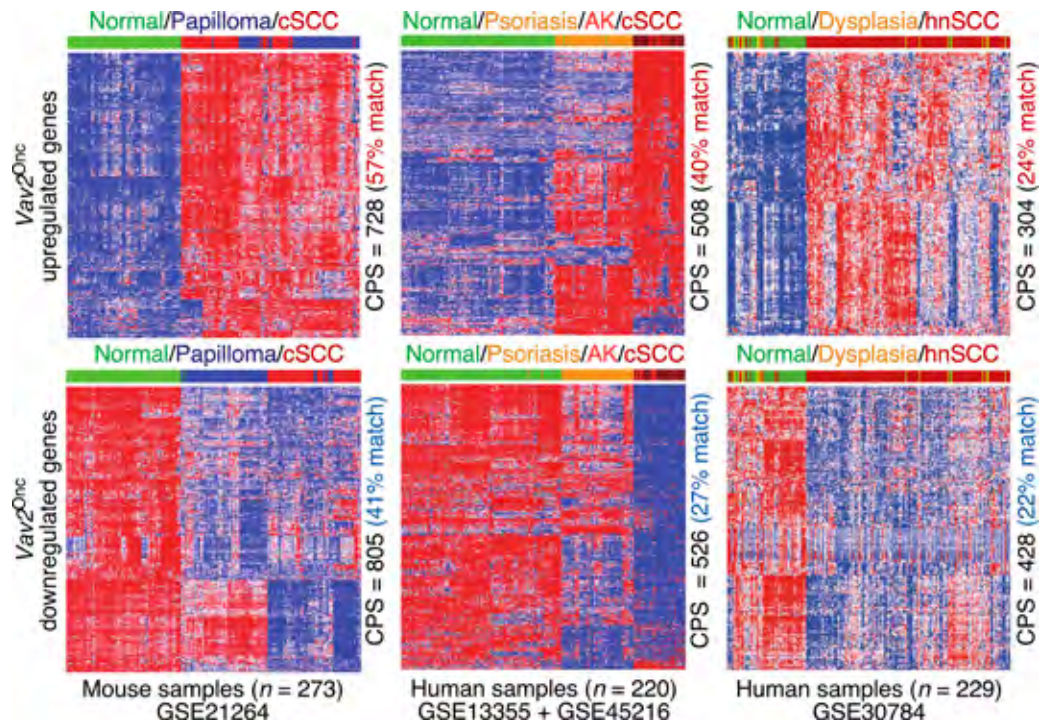 Normal/Papilloma/cSCC
Normal/Psoriasis/AK/cSCC
Normal/Dysplasia/hnSCC
Vav2Onc
upregulated genes
CPS = 728 (57% match)
CPS = 508 (40% match)
CPS = 304 (24% match)
Normal/Papilloma/cSCC
Normal/Psoriasis/AK/cSCC
Normal/Dysplasia/hnSCC
Vav2Onc
downregulated genes
CPS = 805 (41% match)
CPS = 526 (27% match)
CPS = 428 (22% match)
Mouse samples (n = 273)
GSE21264
Human samples (n = 220)
GSE13355 + GSE45216
Human samples (n = 229)
GSE30784